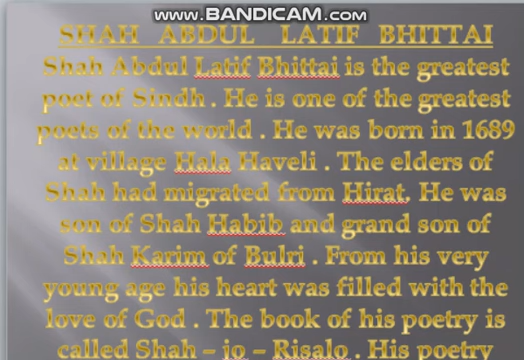 www.BANDICAM.com
SHAH ABDUL LATIF BHITTAI
Shah Abdul Latif Bhittai is the greatest
poet of Sindh . He is one of the greatest
poets of the world . He was born in 1689
at village Hala Haveli . The elders of
Shah had migrated from Hirat. He was
son of Shah Habib and grand son of
Shah Karim of Bulri . From his very
young age his heart was filled with the
love of God . The book of his poetry is
called Shah – jo – Risalo . His poetry